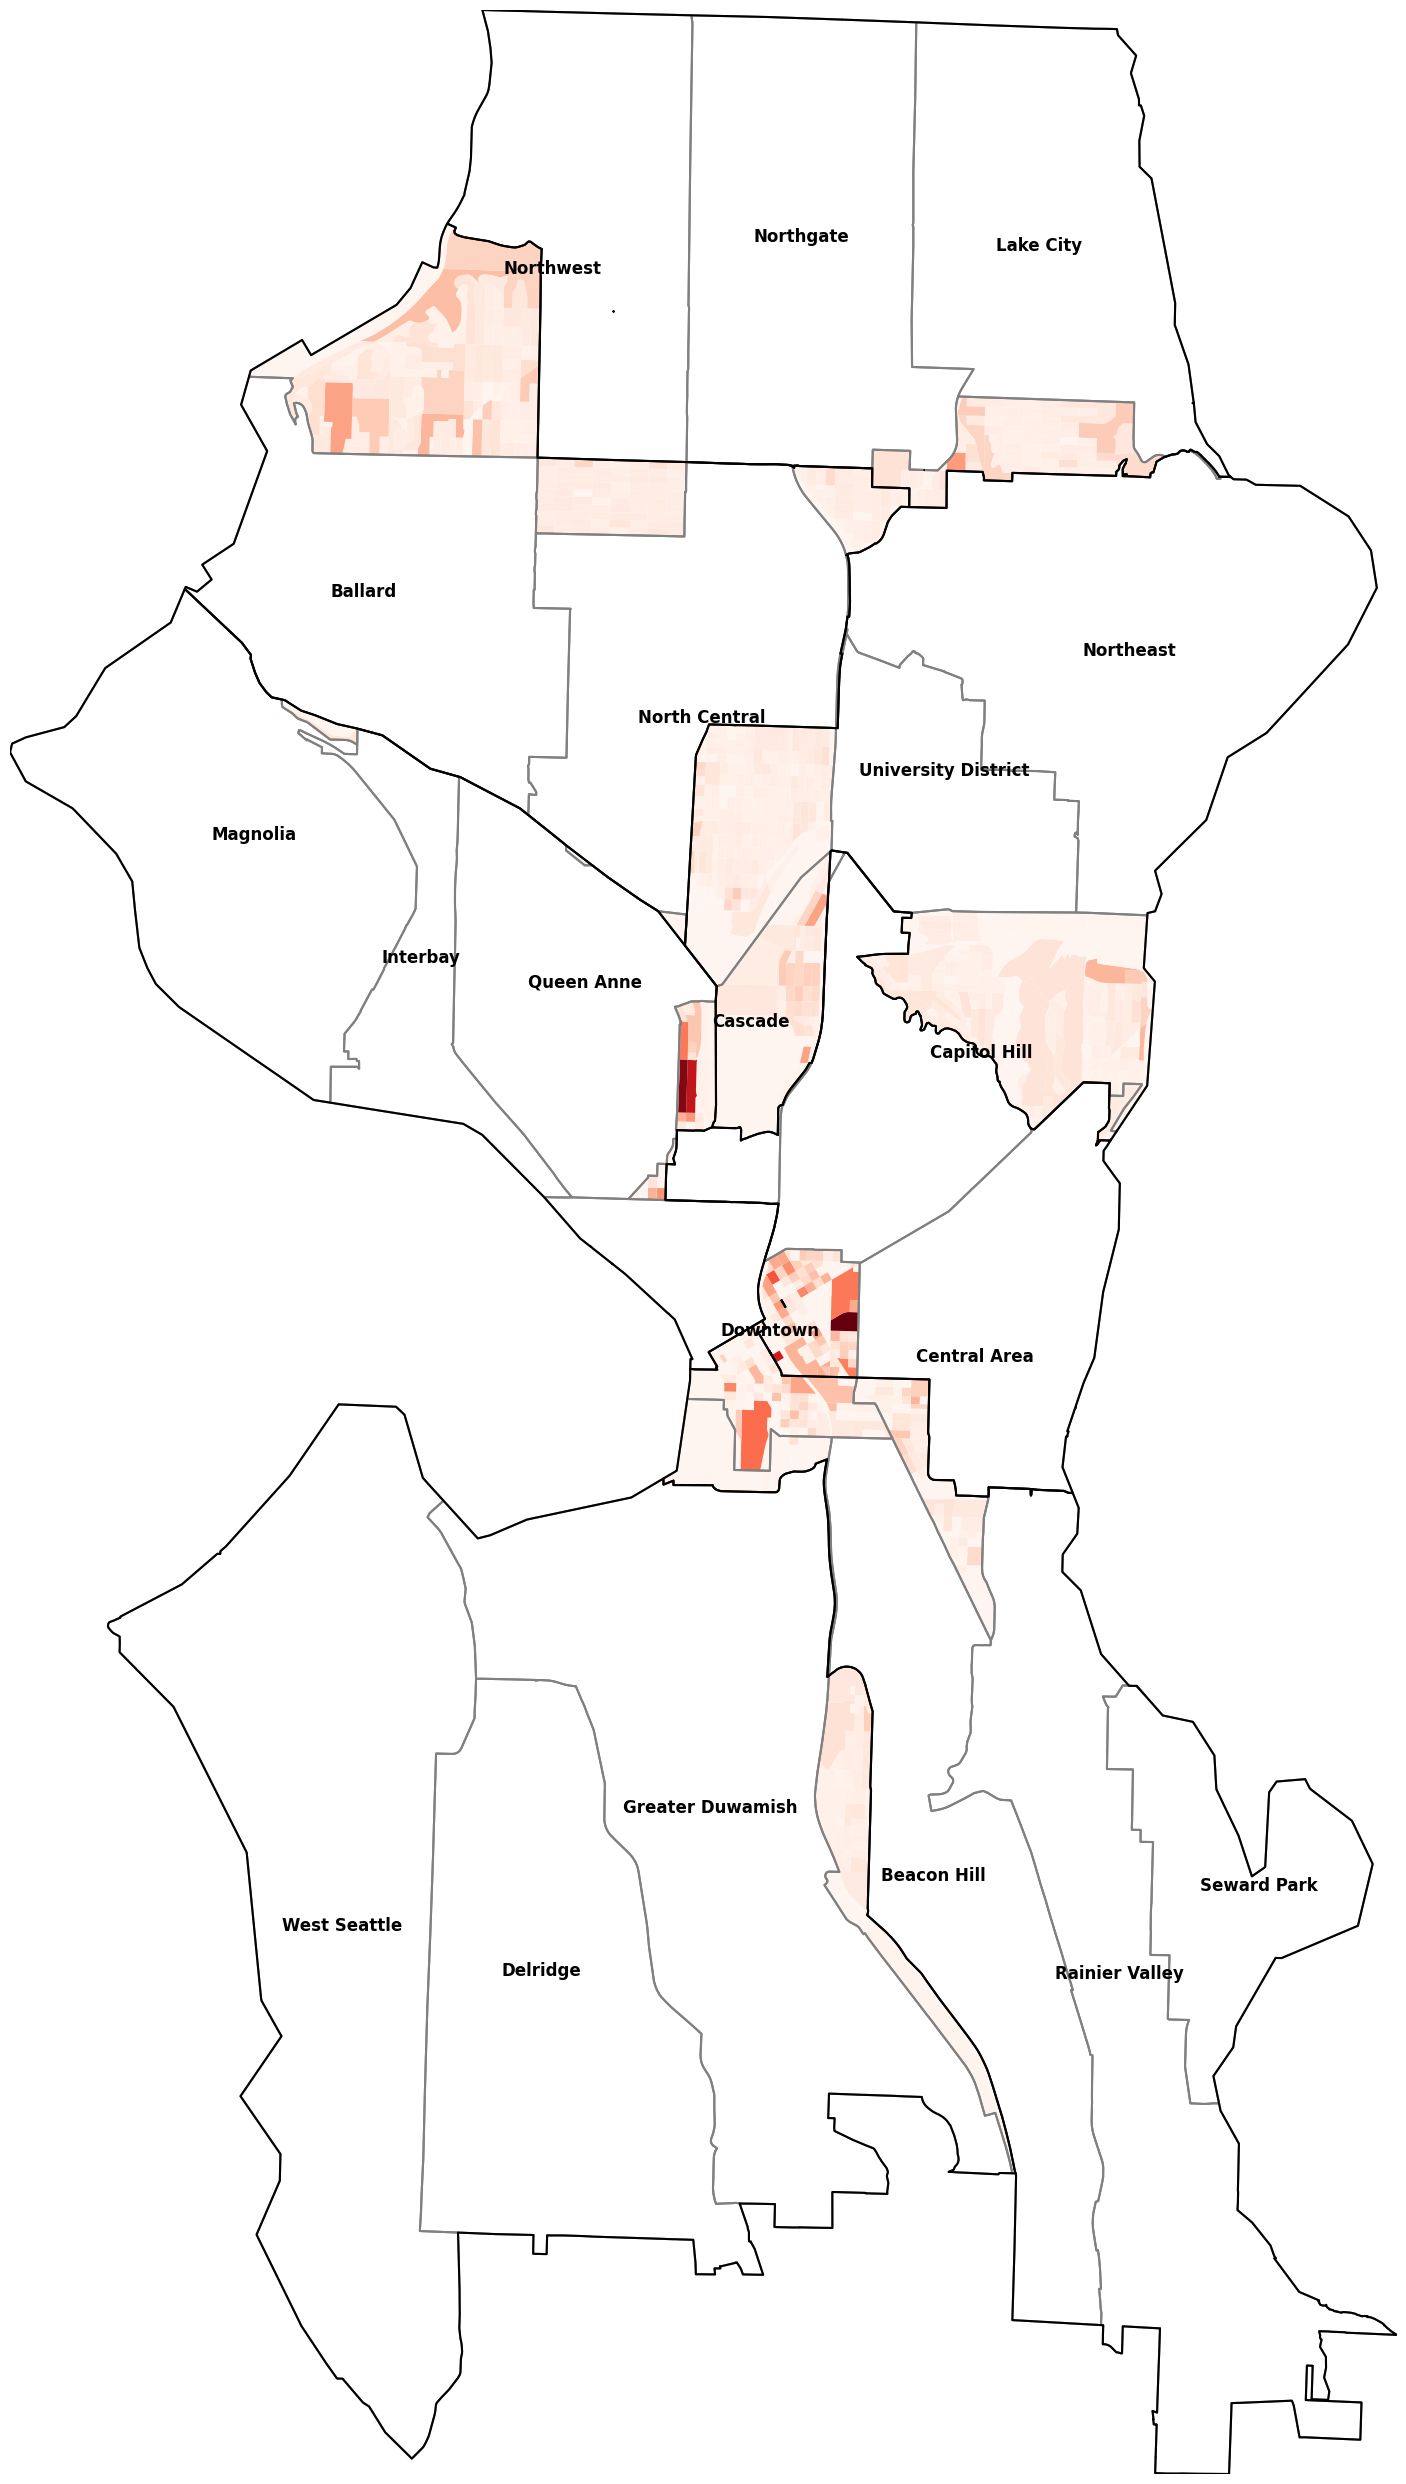 Northgate
Lake City
Northwest
Ballard
Northeast
North Central
University District
Magnolia
Interbay
Queen Anne
Cascade
Capitol Hill
Downtown
Central Area
Greater Duwamish
Beacon Hill
Seward Park
West Seattle
Delridge
Rainier Valley